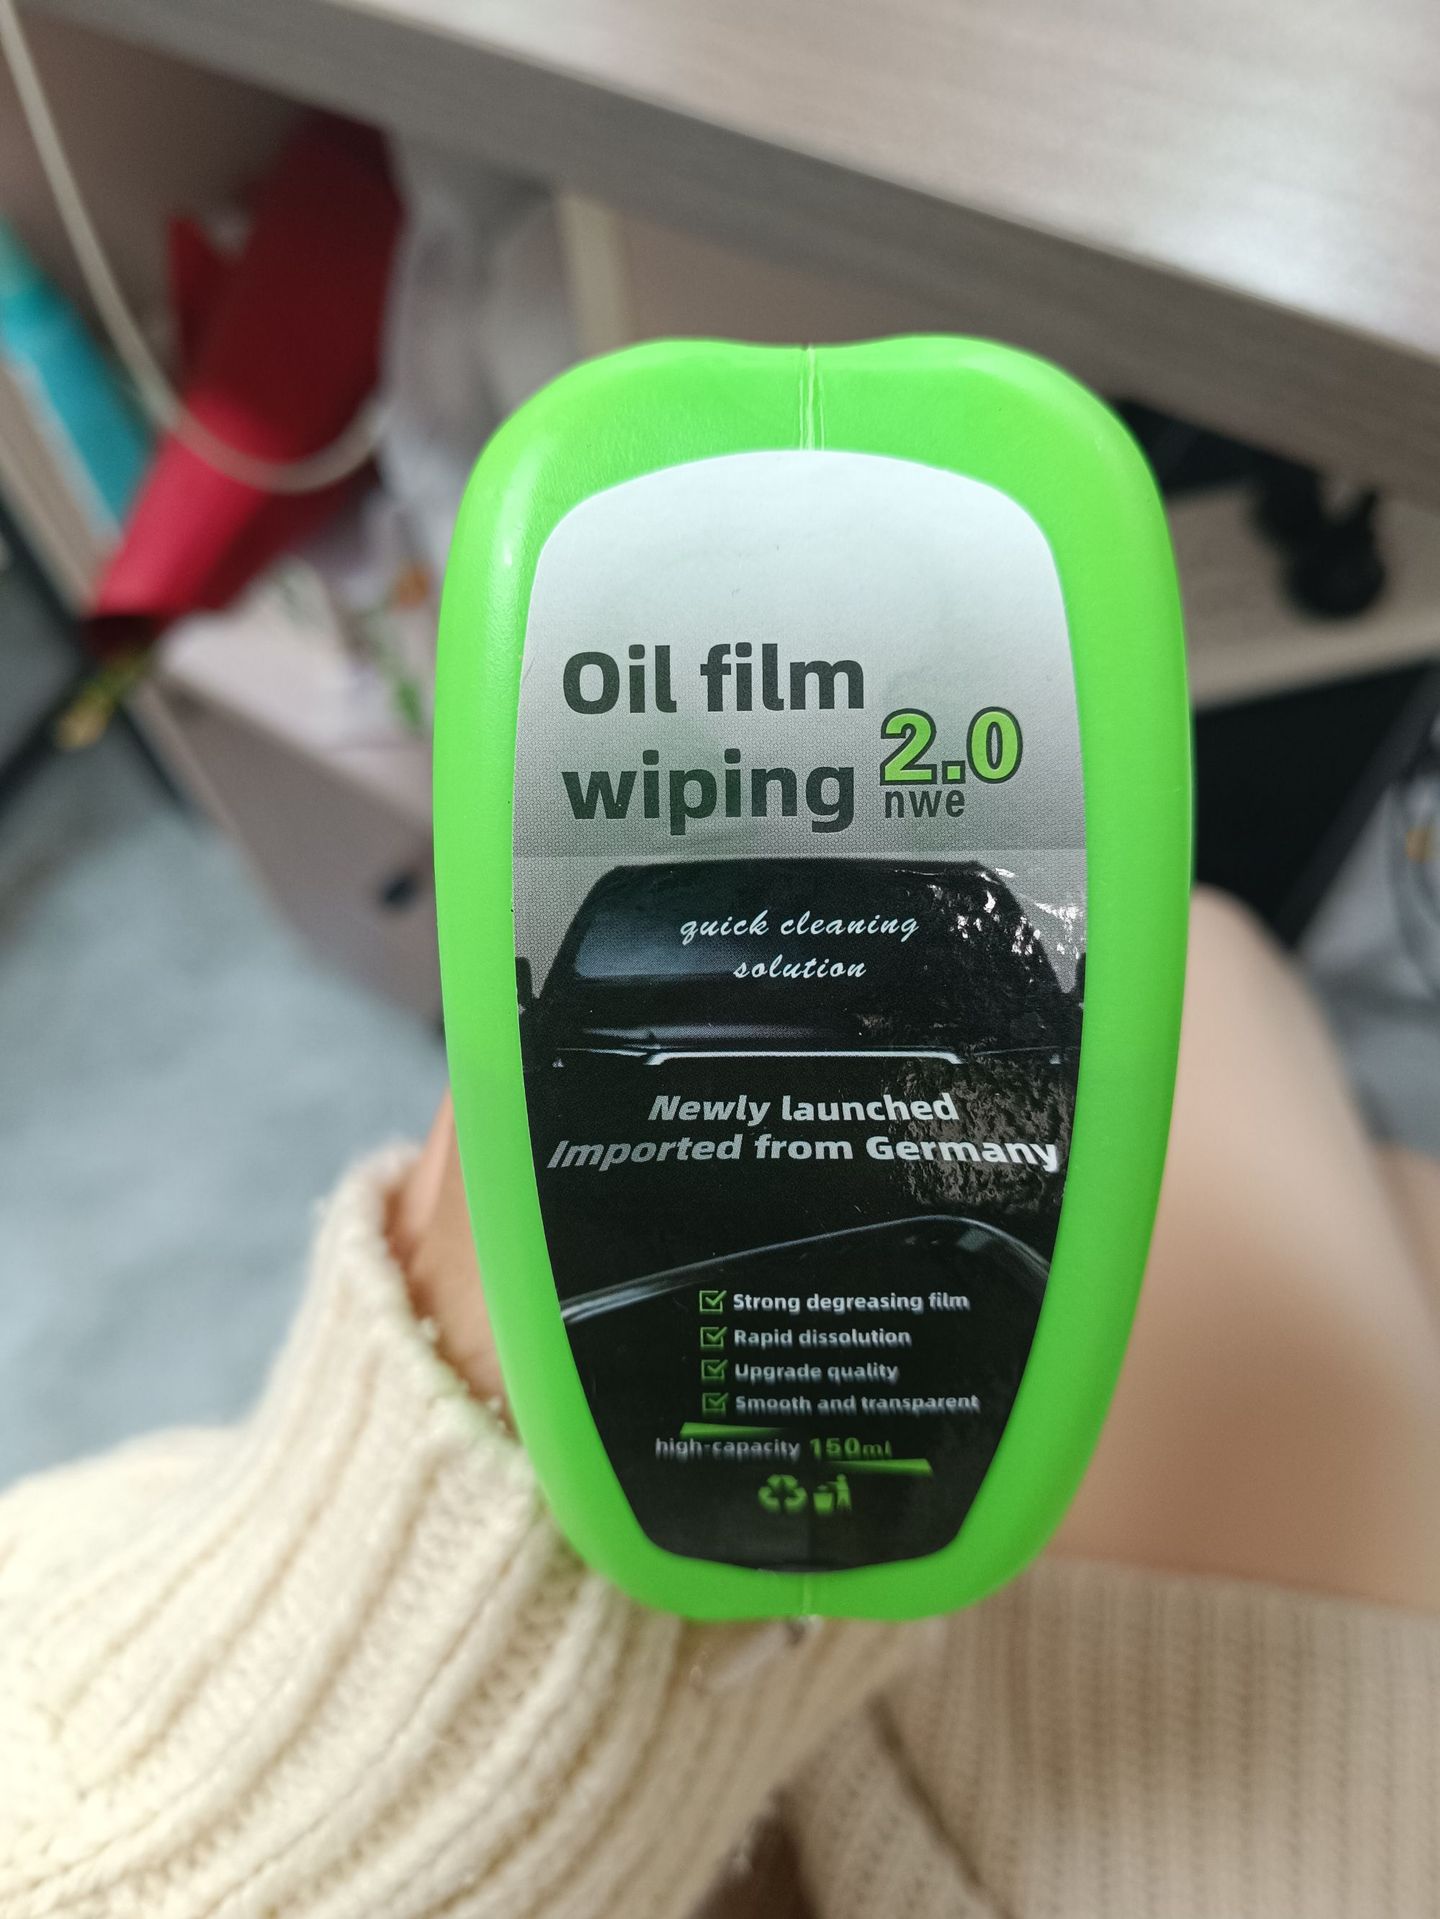 Oil film
wiping 2.0
nwe
quick cleaning
solution
Newly launched
Imported from Germany
Strong degreasing film
Rapid dissolution
Upgrade quality
Smooth and transparent
high-capacity 150ml